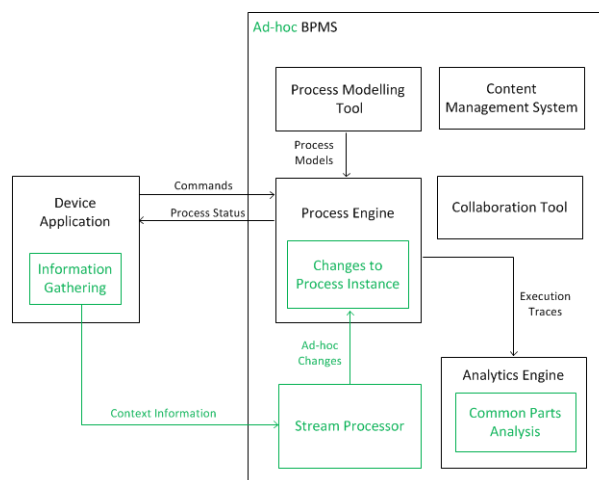 Ad-hoc BPMS
Process Modelling
Tool
Content
Management System
Process
Models
Device
Application
Commands
Process Status
Process Engine
Collaboration Tool
Information
Gathering
Changes to
Process Instance
Execution
Traces
Ad-hoc
Changes
Analytics Engine
Context Information
Stream Processor
Common Parts
Analysis